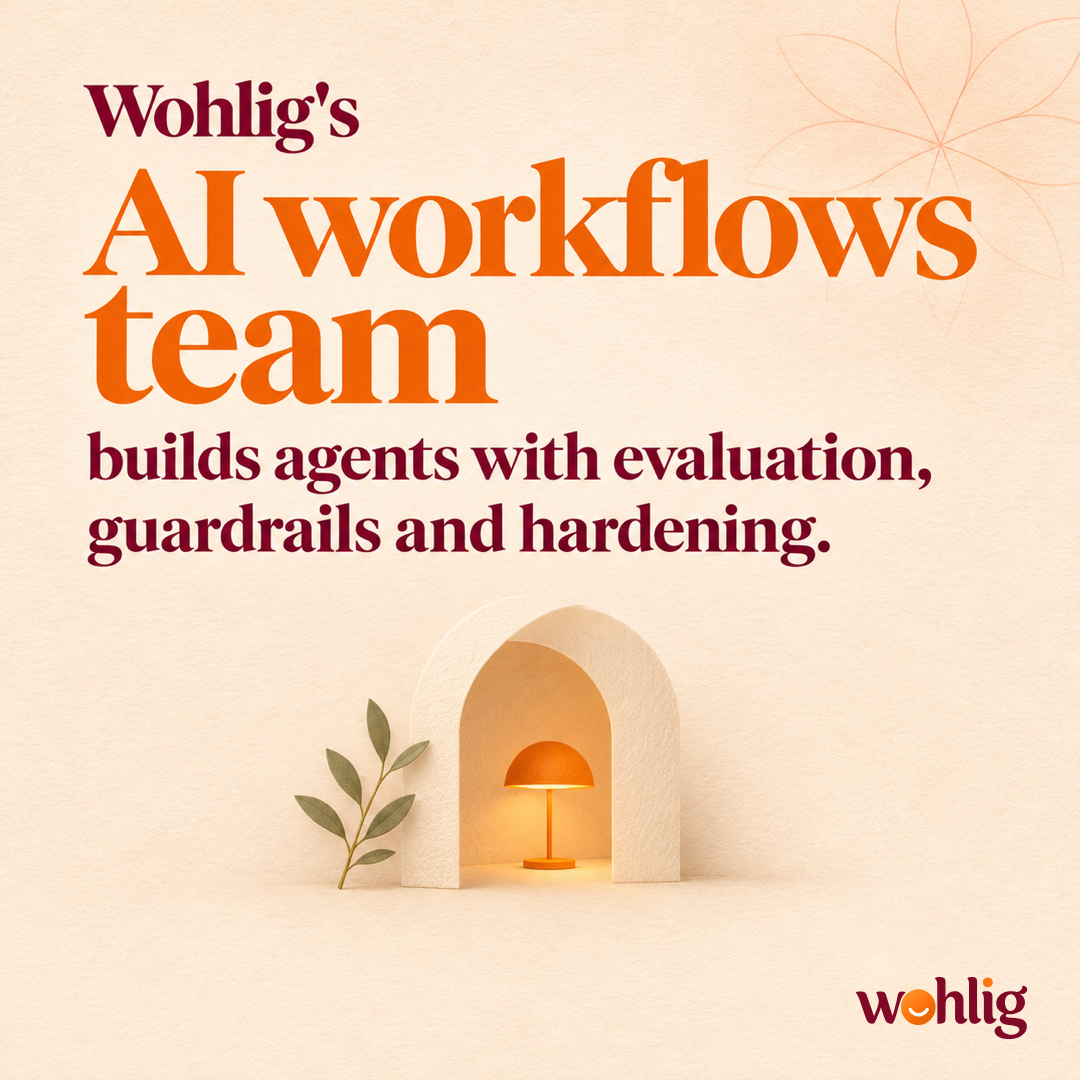 Wohlig's
AI workflows
team
builds agents with evaluation,
guardrails and hardening.
wohlig